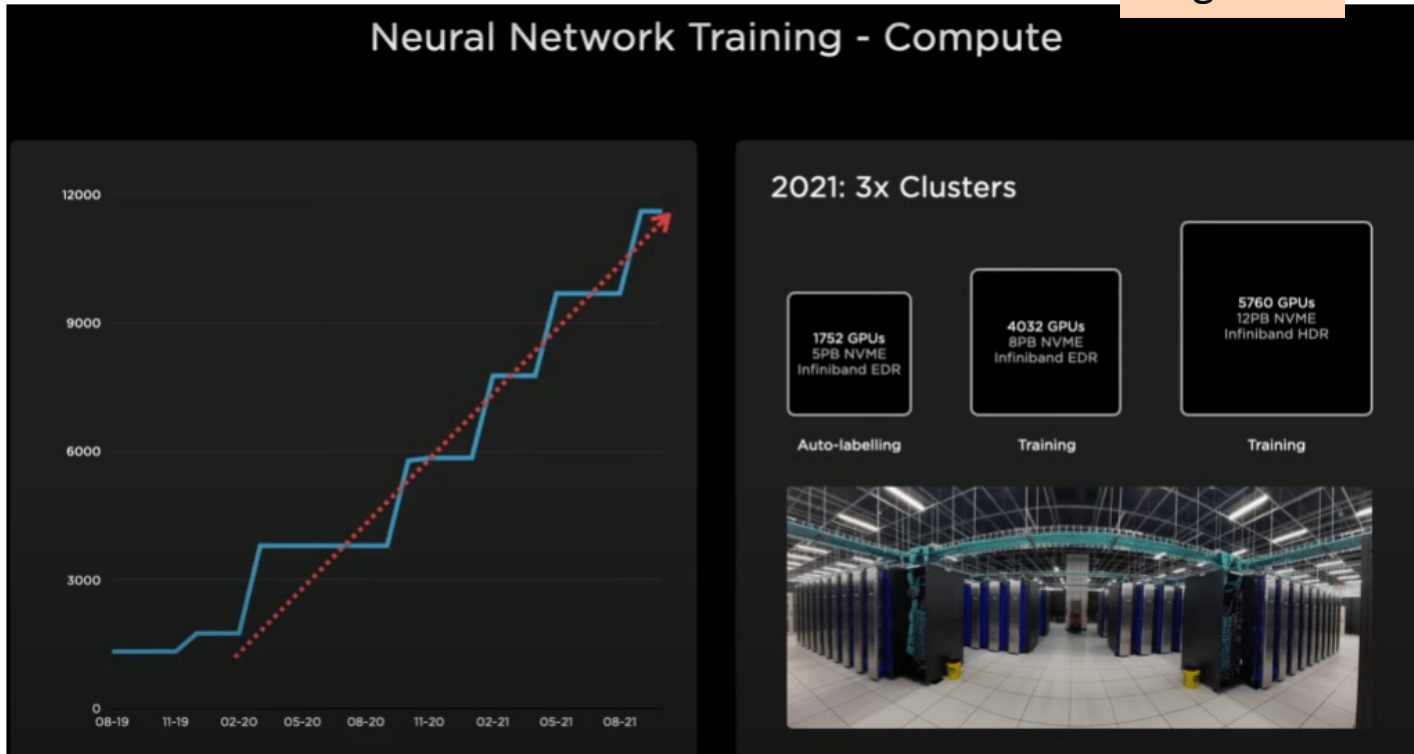 Neural Network Training - Compute
12000
9000
6000
3000
0
08-19 11-19 02-20 05-20 08-20 11-20 02-21 05-21 08-21
2021: 3x Clusters
1752 GPUs
5PB NVME
Infiniband EDR
Auto-labelling
4032 GPUs
8PB NVME
Infiniband EDR
Training
5760 GPUs
12PB NVME
Infiniband HDR
Training